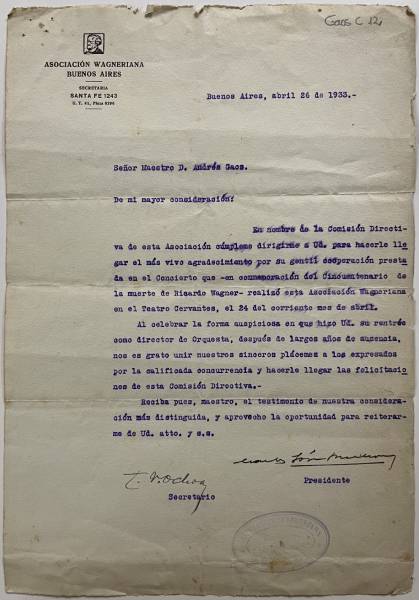 Gaos C 12
ASOCIACIÓN WAGNERIANA
BUENOS AIRES
SECRETARIA
SANTA FE 1243
U. T. 41, Plaza
Buenos Aires, abril 26 de 1933.-
Señor Maestro D. Andrés Gaos.
De mi mayor consideración:
En nombre de la Comisión Directi-
va de esta Asociación cúmpleme dirigirme a Ud. para hacerle lle
gar el más vivo agradecimiento por su gentil cooperación presta
da en el Concierto que -en conmemoración del Cincuentenario de
la muerte de Ricardo Wagner- realizó esta Asociación Wagneriana
en el Teatro Cervantes, el 24 del corriente mes de abril.
Al celebrar la forma auspiciosa en que hizo Ud. su rentrée
como director de Orquesta, después de largos años de ausencia,
nos es grato unir nuestros sinceros plácemes a los expresados
por la calificada concurrencia y hacerle llegar las felicitacio
nes de esta Comisión Directiva.-
Reciba pues, maestro, el testimonio de nuestra considera-
ción más distinguida, y aprovecho la oportunidad para reiterar-
me de Ud. atto. y s.s.
Presidente
Secretario